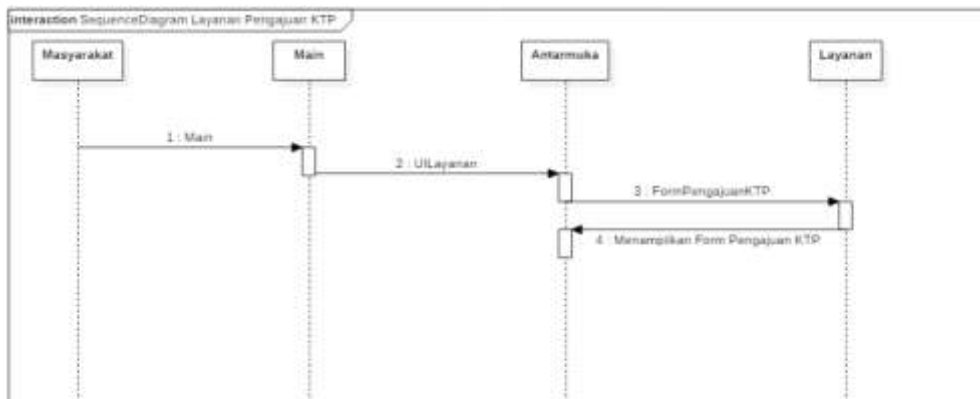 interaction SequenceDiagram Layanan Pengajuan KTP
Masyarakat
Main
Antarmuka
Layanan
1 : Main
2 : UILayanan
3 : FormPengajuanKTP
4 : Menampilkan Form Pengajuan KTP